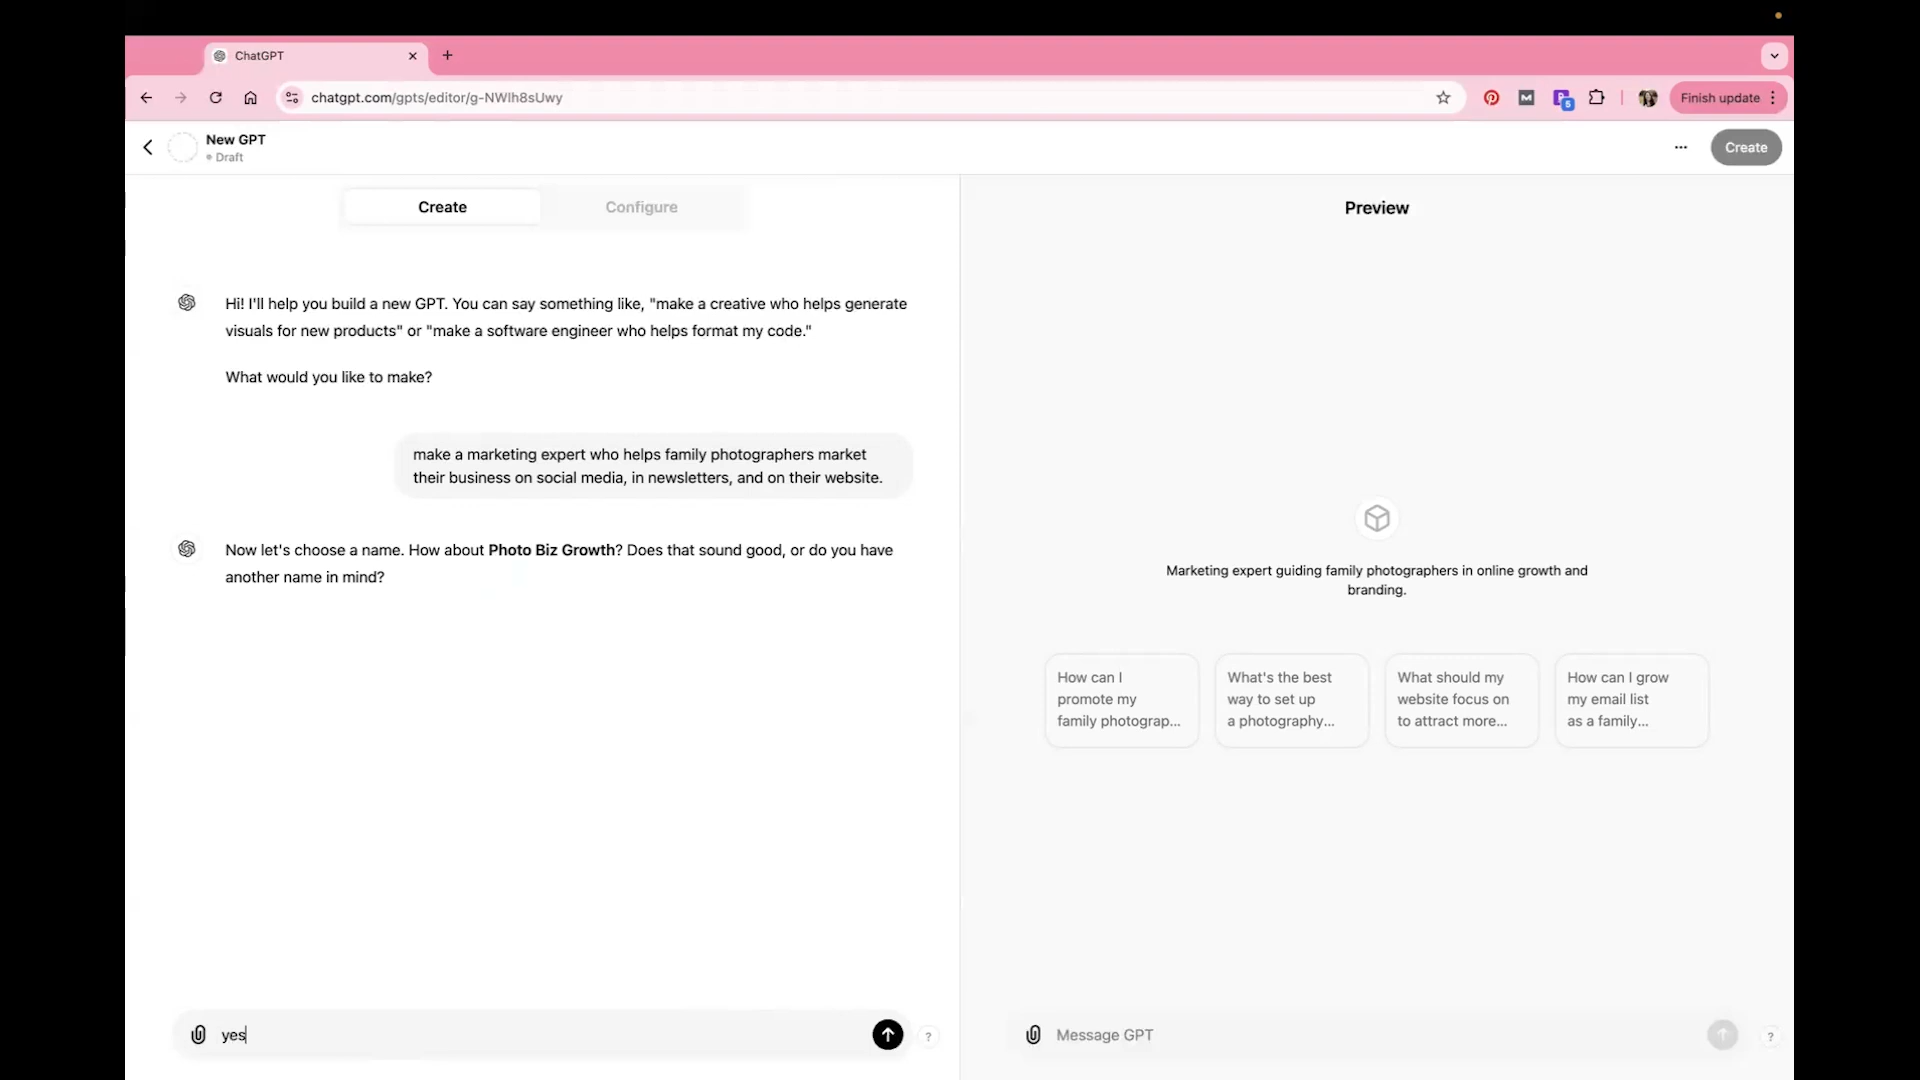 ChatGPT
chatgpt.com/gpts/editor/g-NWIh8sUwy
5
Finish update
New GPT
Draft
Create
Create
Configure
Preview
Hi! I'll help you build a new GPT. You can say something like, "make a creative who helps generate
visuals for new products" or "make a software engineer who helps format my code."
What would you like to make?
make a marketing expert who helps family photographers market
their business on social media, in newsletters, and on their website.
Now let's choose a name. How about Photo Biz Growth? Does that sound good, or do you have
another name in mind?
yes
?
Marketing expert guiding family photographers in online growth and
branding.
How can I
promote my
family photograp...
What's the best
way to set up
a photography...
What should my
website focus on
to attract more...
How can I grow
my email list
as a family...
Message GPT
?